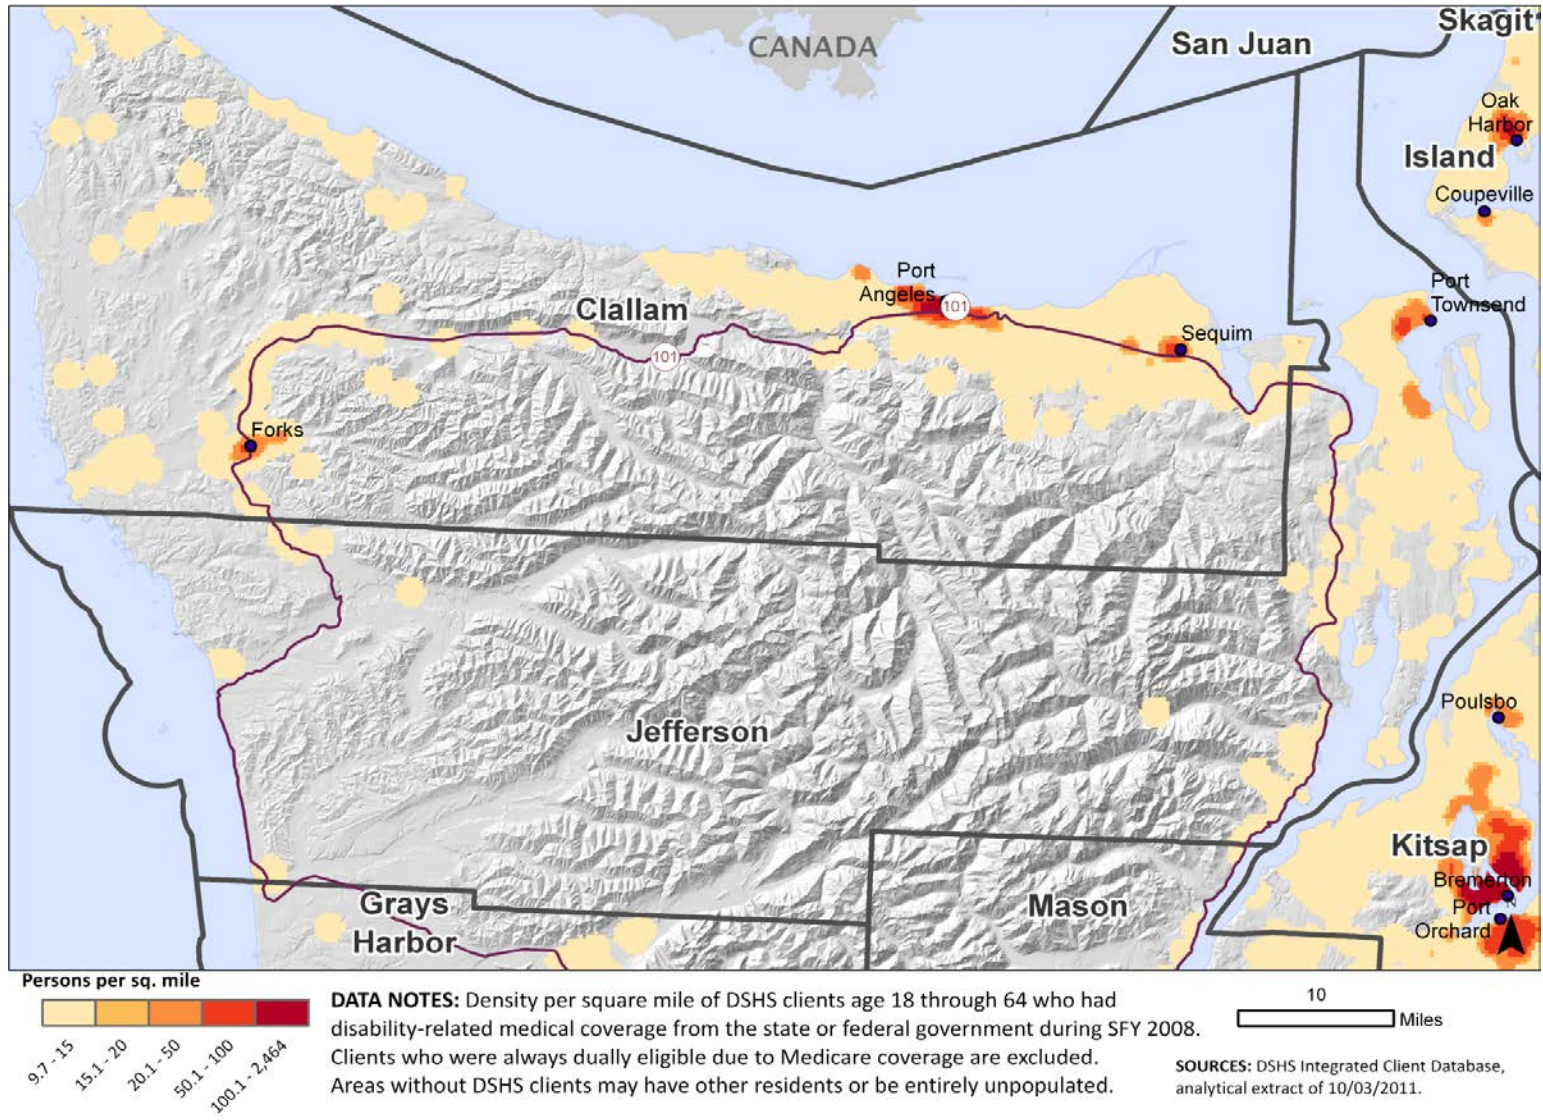 CANADA
San Juan
Skagit
Oak
Harbor
Island
Coupeville
Port
Townsend
Port
Angeles
101
Clallam
Sequim
101
Forks
Jefferson
Poulsbo
Kitsap
Bremerton
N
Port
Orchard
Grays
Harbor
Mason
Persons per sq. mile
9.7 - 15
15.1 - 20
20.1 - 50
50.1 - 100
100.1 - 2,464
DATA NOTES: Density per square mile of DSHS clients age 18 through 64 who had
disability-related medical coverage from the state or federal government during SFY 2008.
Clients who were always dually eligible due to Medicare coverage are excluded.
Areas without DSHS clients may have other residents or be entirely unpopulated.
10
Miles
SOURCES: DSHS Integrated Client Database,
analytical extract of 10/03/2011.